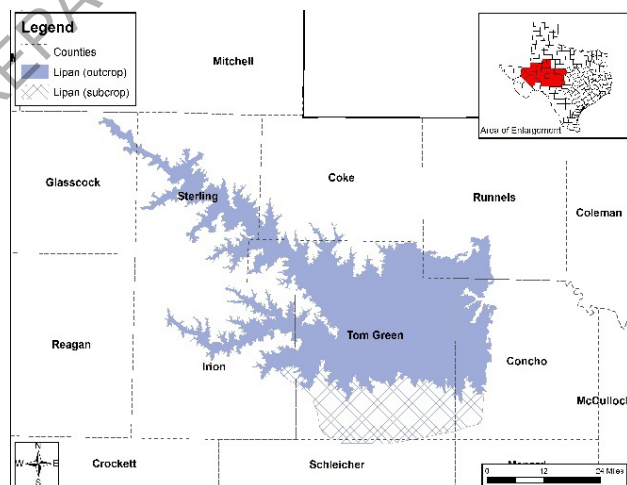 Legend
Counties
Lipan (outcrop)
Lipan (subcrop)
Mitchell
Area of Enlargement
Glasscock
Sterling
Coke
Runnels
Coleman
Reagan
Irion
Tom Green
Concho
McCulloch
Crockett
Schleicher
N
W E
S
0 12 24 Miles